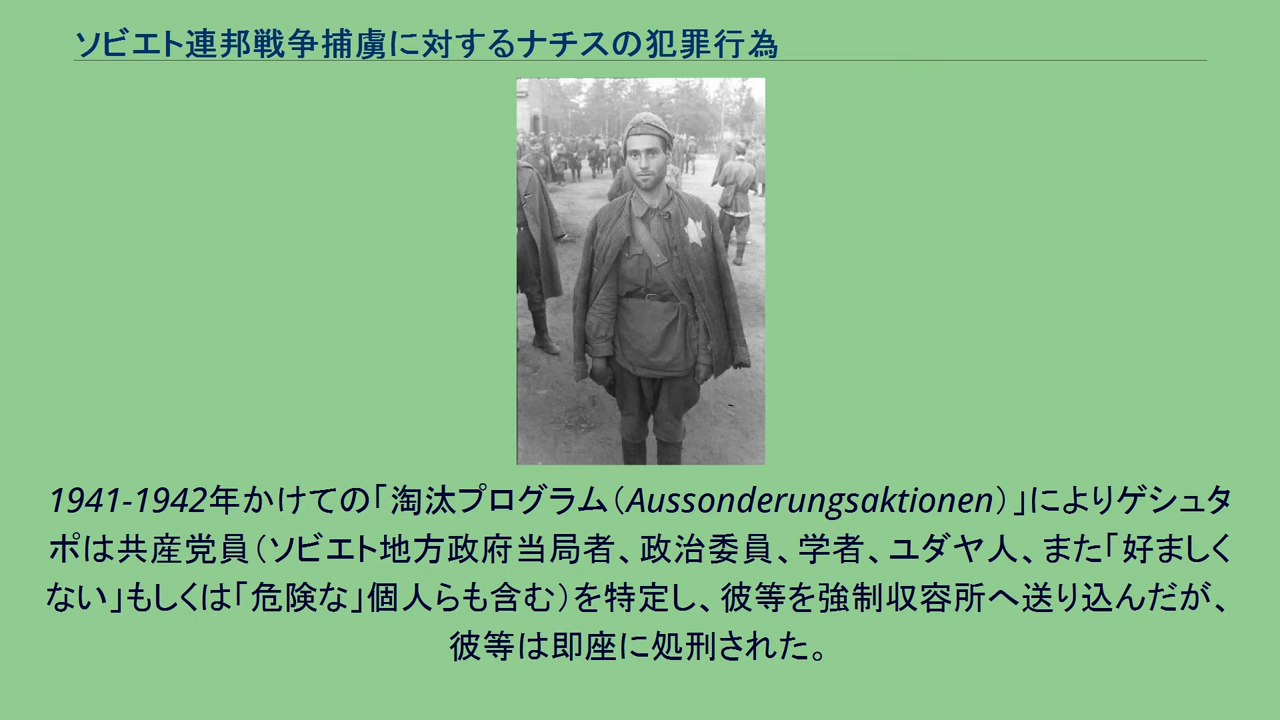 ソビエト連邦戦争捕虜に対するナチスの犯罪行為
1941-1942年かけての「淘汰プログラム（Aussonderungsaktionen）」によりゲシュタ
ポは共産党員（ソビエト地方政府当局者、政治委員、学者、ユダヤ人、また「好ましく
ない」もしくは「危険な」個人らも含む）を特定し、彼等を強制収容所へ送り込んだが、
彼等は即座に処刑された。